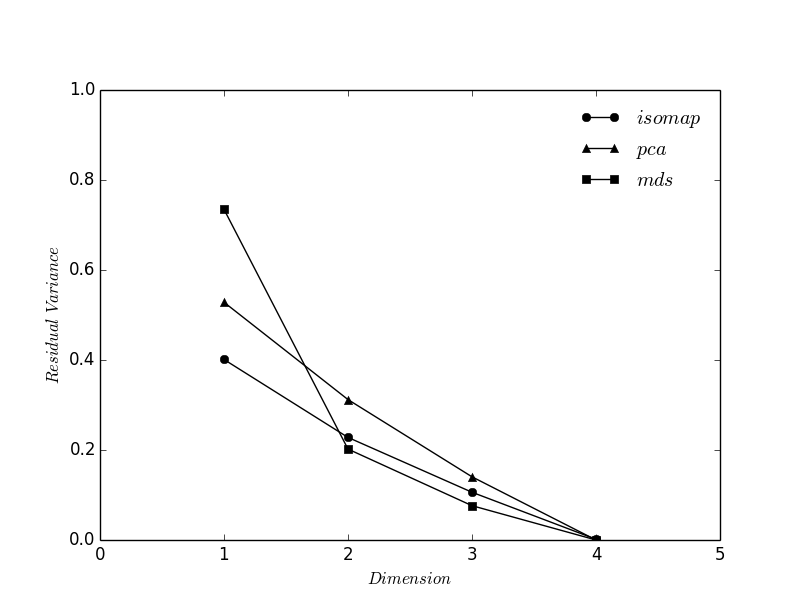 1.0
0.8
0.6
0.4
0.2
0.0
0 1 2 3 4 5
Residual Variance
Dimension
isomap
pca
mds